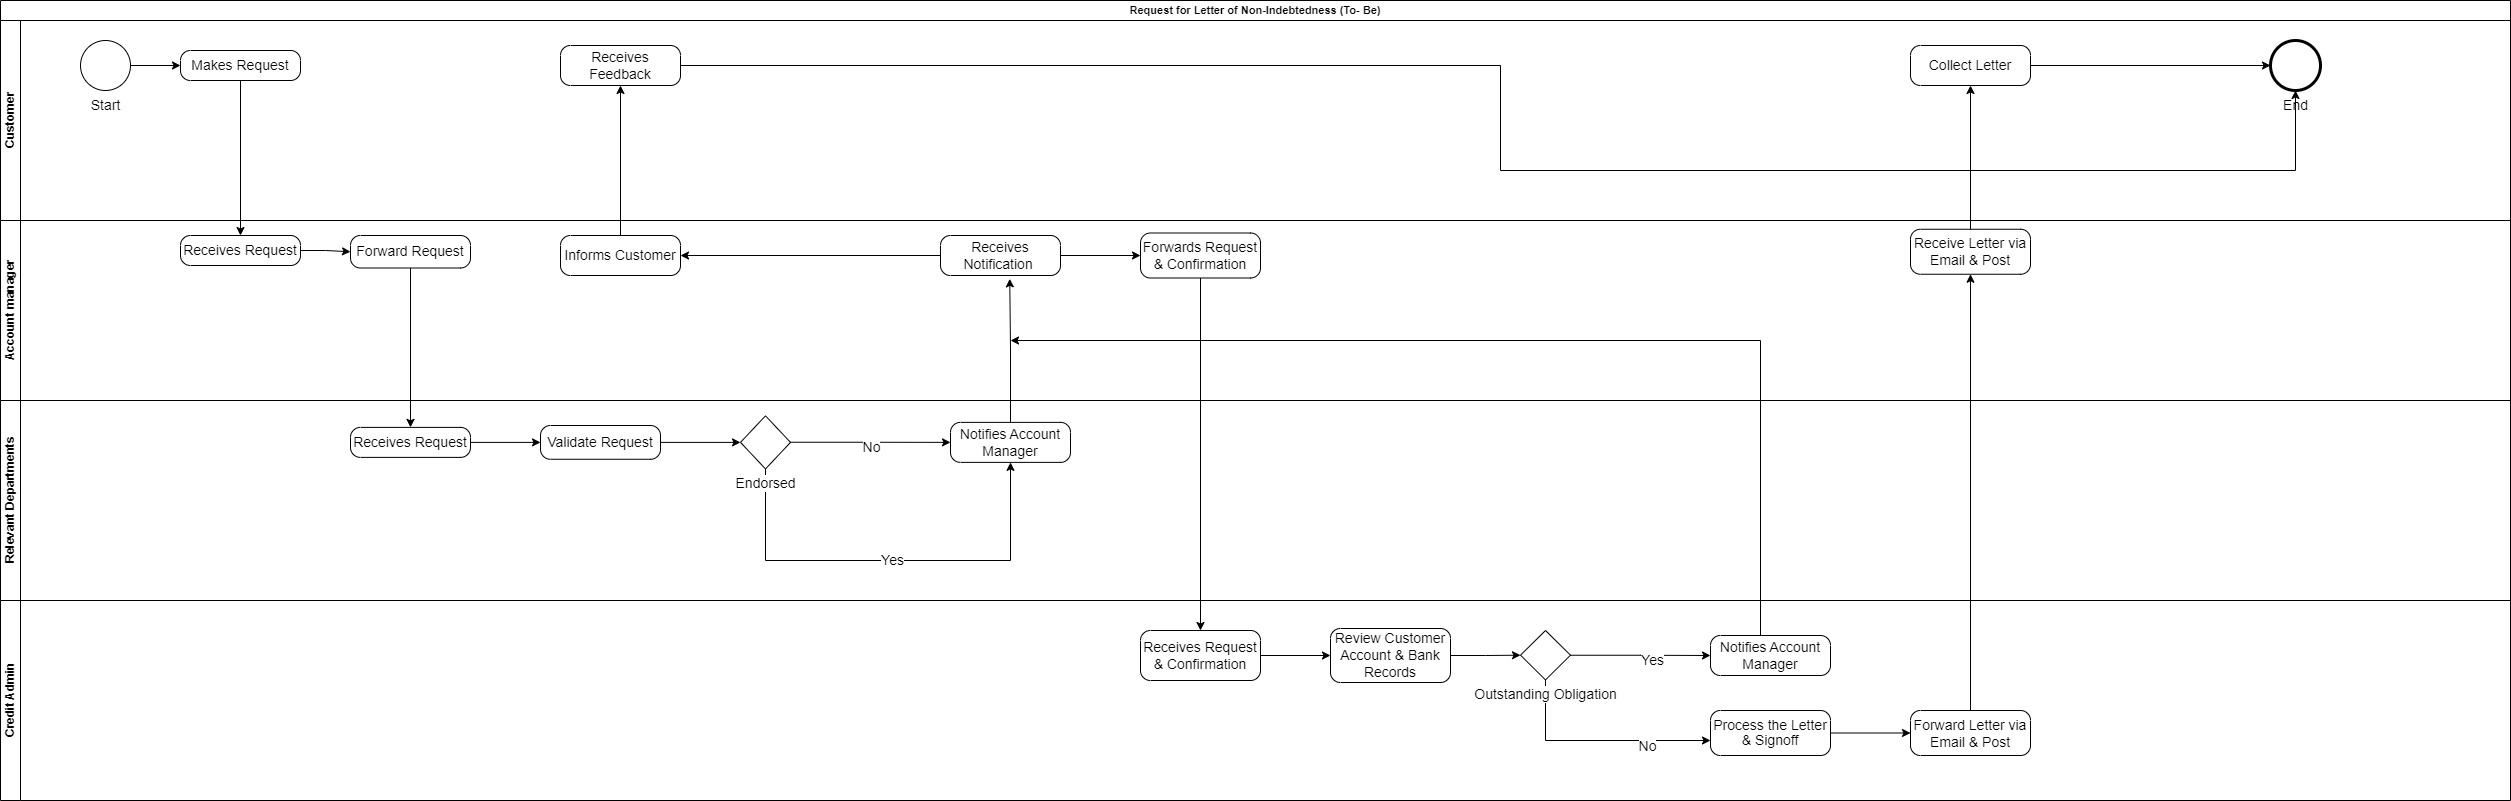 Request for Letter of Non-Indebtedness (To- Be)
Customer
Start
Makes Request
Receives
Feedback
Collect Letter
End
Account manager
Receives Request
Forward Request
Informs Customer
Receives
Notification
Forwards Request
& Confirmation
Receive Letter via
Email & Post
Relevant Departments
Receives Request
Validate Request
Endorsed
No
Yes
Notifies Account
Manager
Credit Admin
Receives Request
& Confirmation
Review Customer
Account & Bank
Records
Outstanding Obligation
Yes
No
Notifies Account
Manager
Process the Letter
& Signoff
Forward Letter via
Email & Post